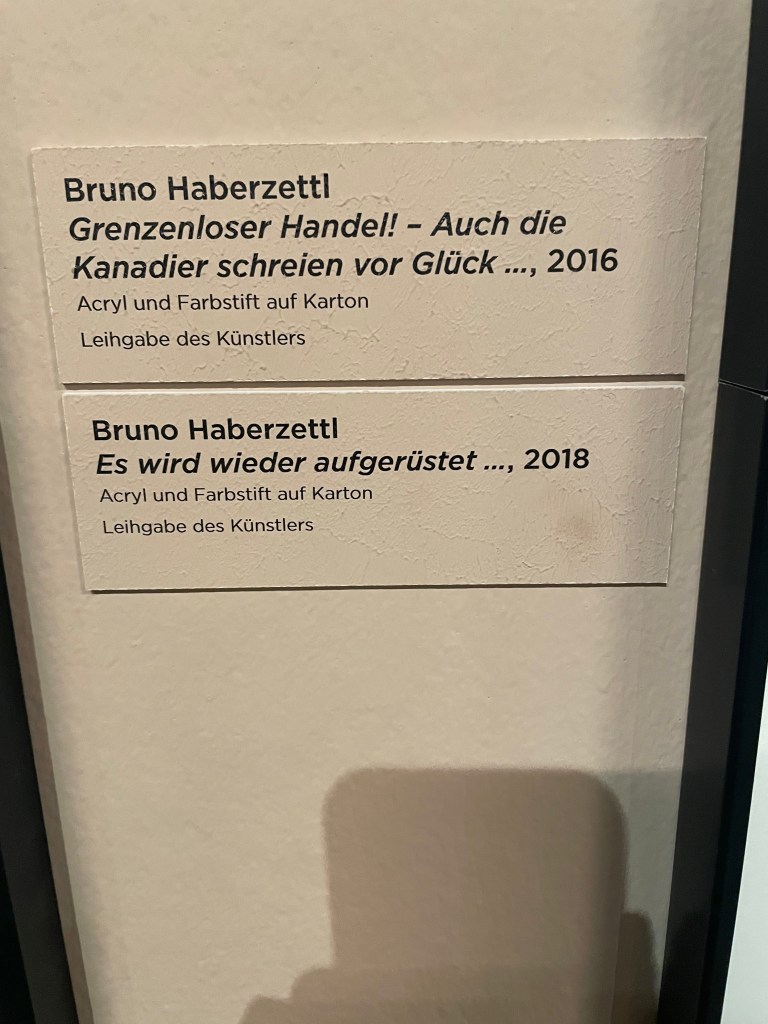 Bruno Haberzettl
Grenzenloser Handel! – Auch die
Kanadier schreien vor Glück ..., 2016
Acryl und Farbstift auf Karton
Leihgabe des Künstlers
Bruno Haberzettl
Es wird wieder aufgerüstet ..., 2018
Acryl und Farbstift auf Karton
Leihgabe des Künstlers